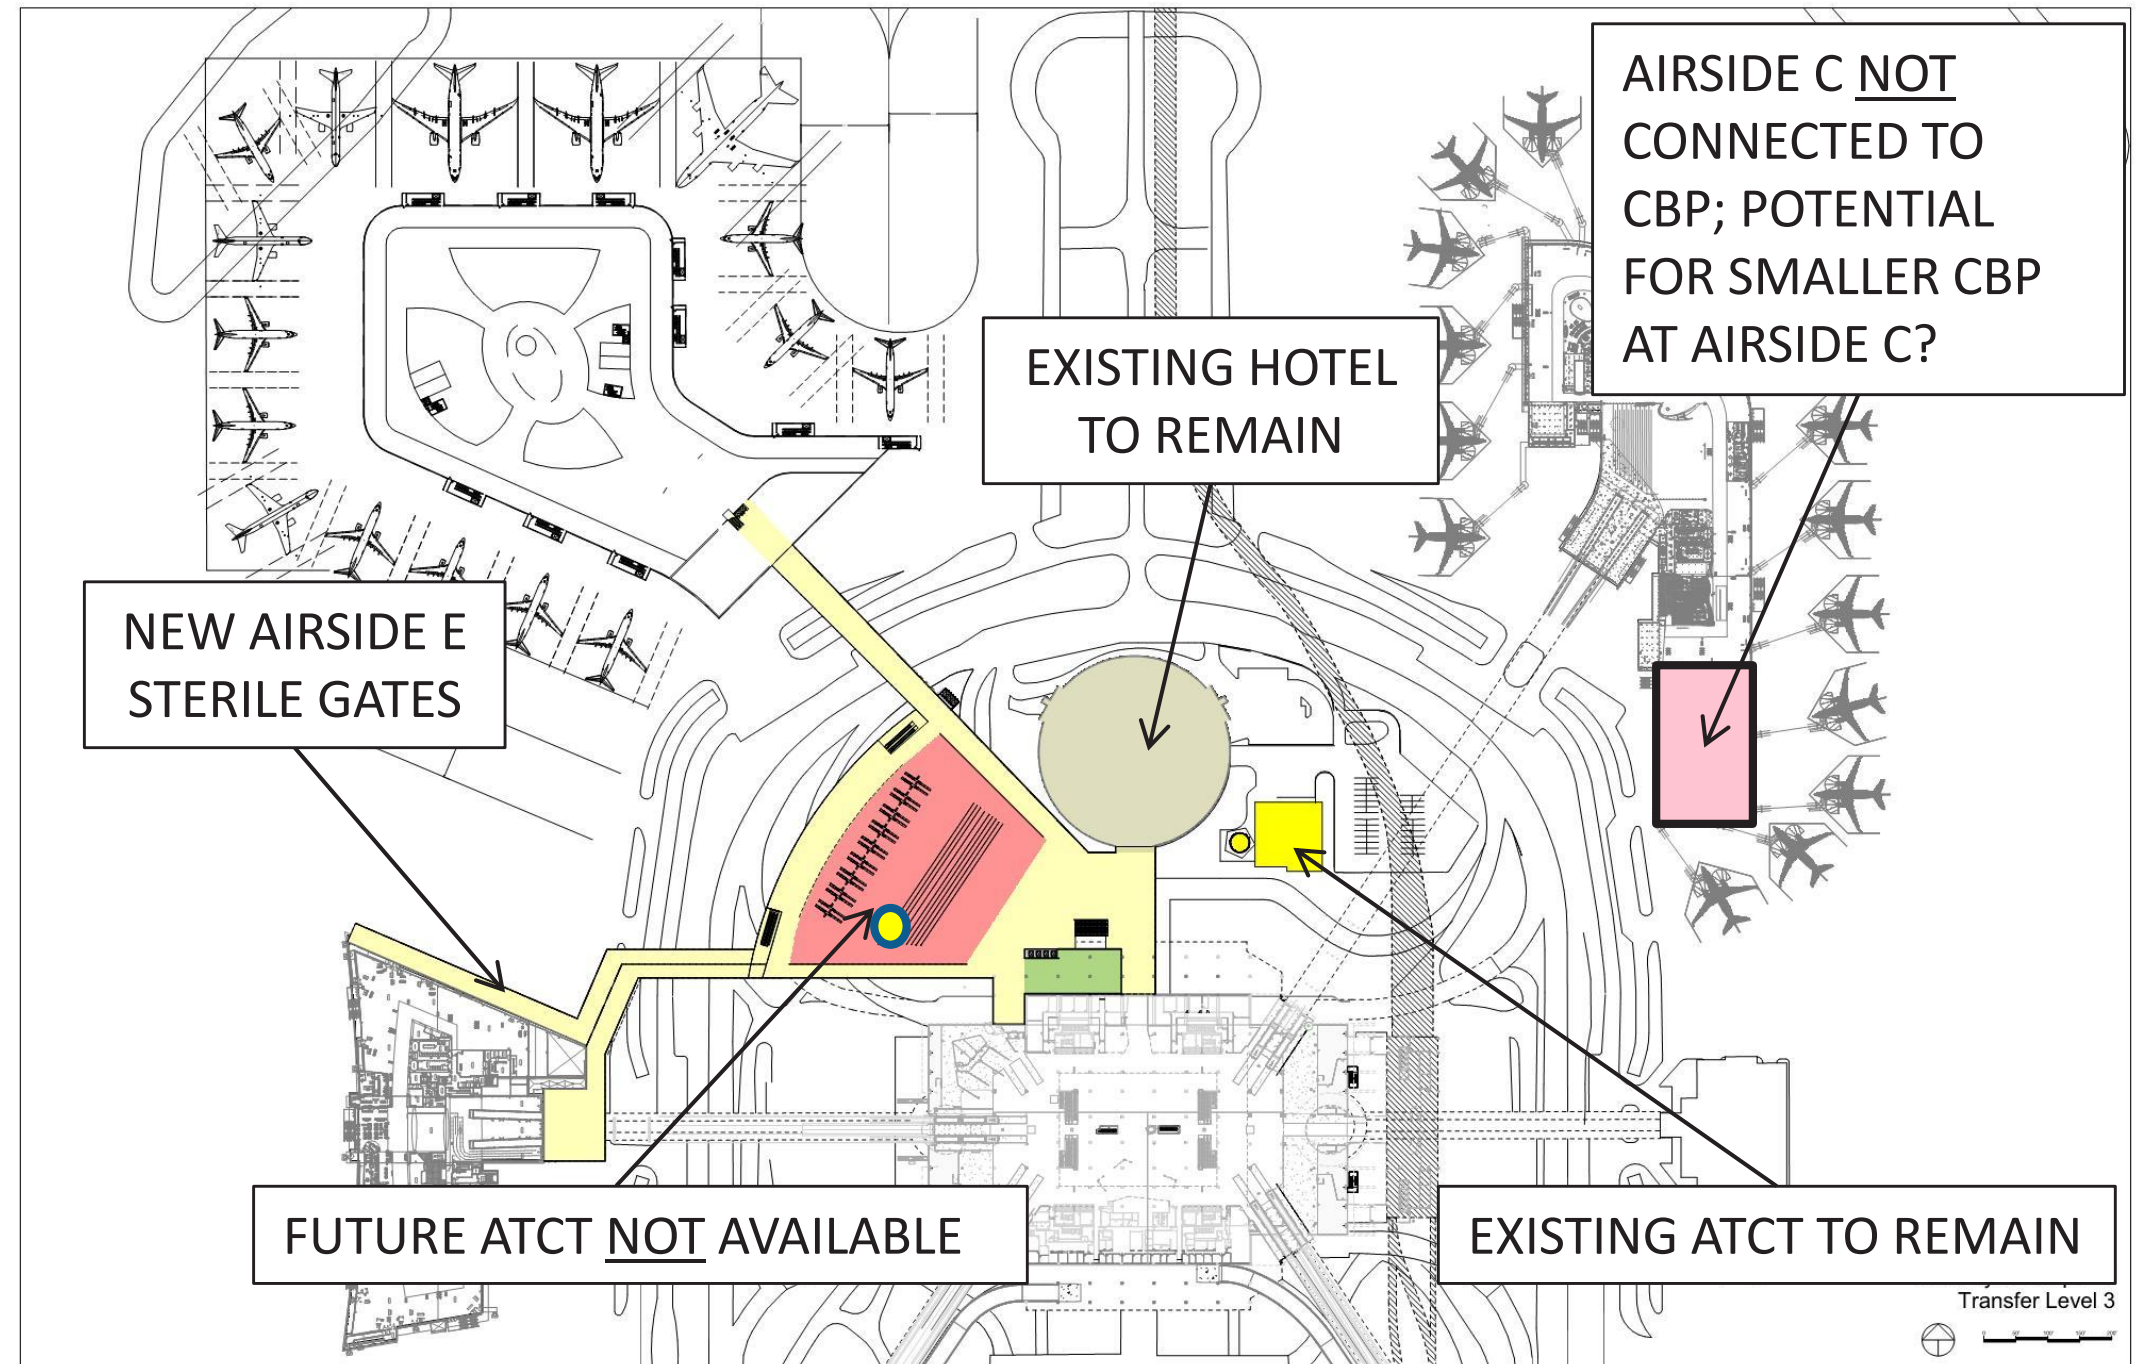 AIRSIDE C NOT
CONNECTED TO
CBP; POTENTIAL
FOR SMALLER CBP
AT AIRSIDE C?
EXISTING HOTEL
TO REMAIN
NEW AIRSIDE E
STERILE GATES
FUTURE ATCT NOT AVAILABLE
EXISTING ATCT TO REMAIN
Transfer Level 3